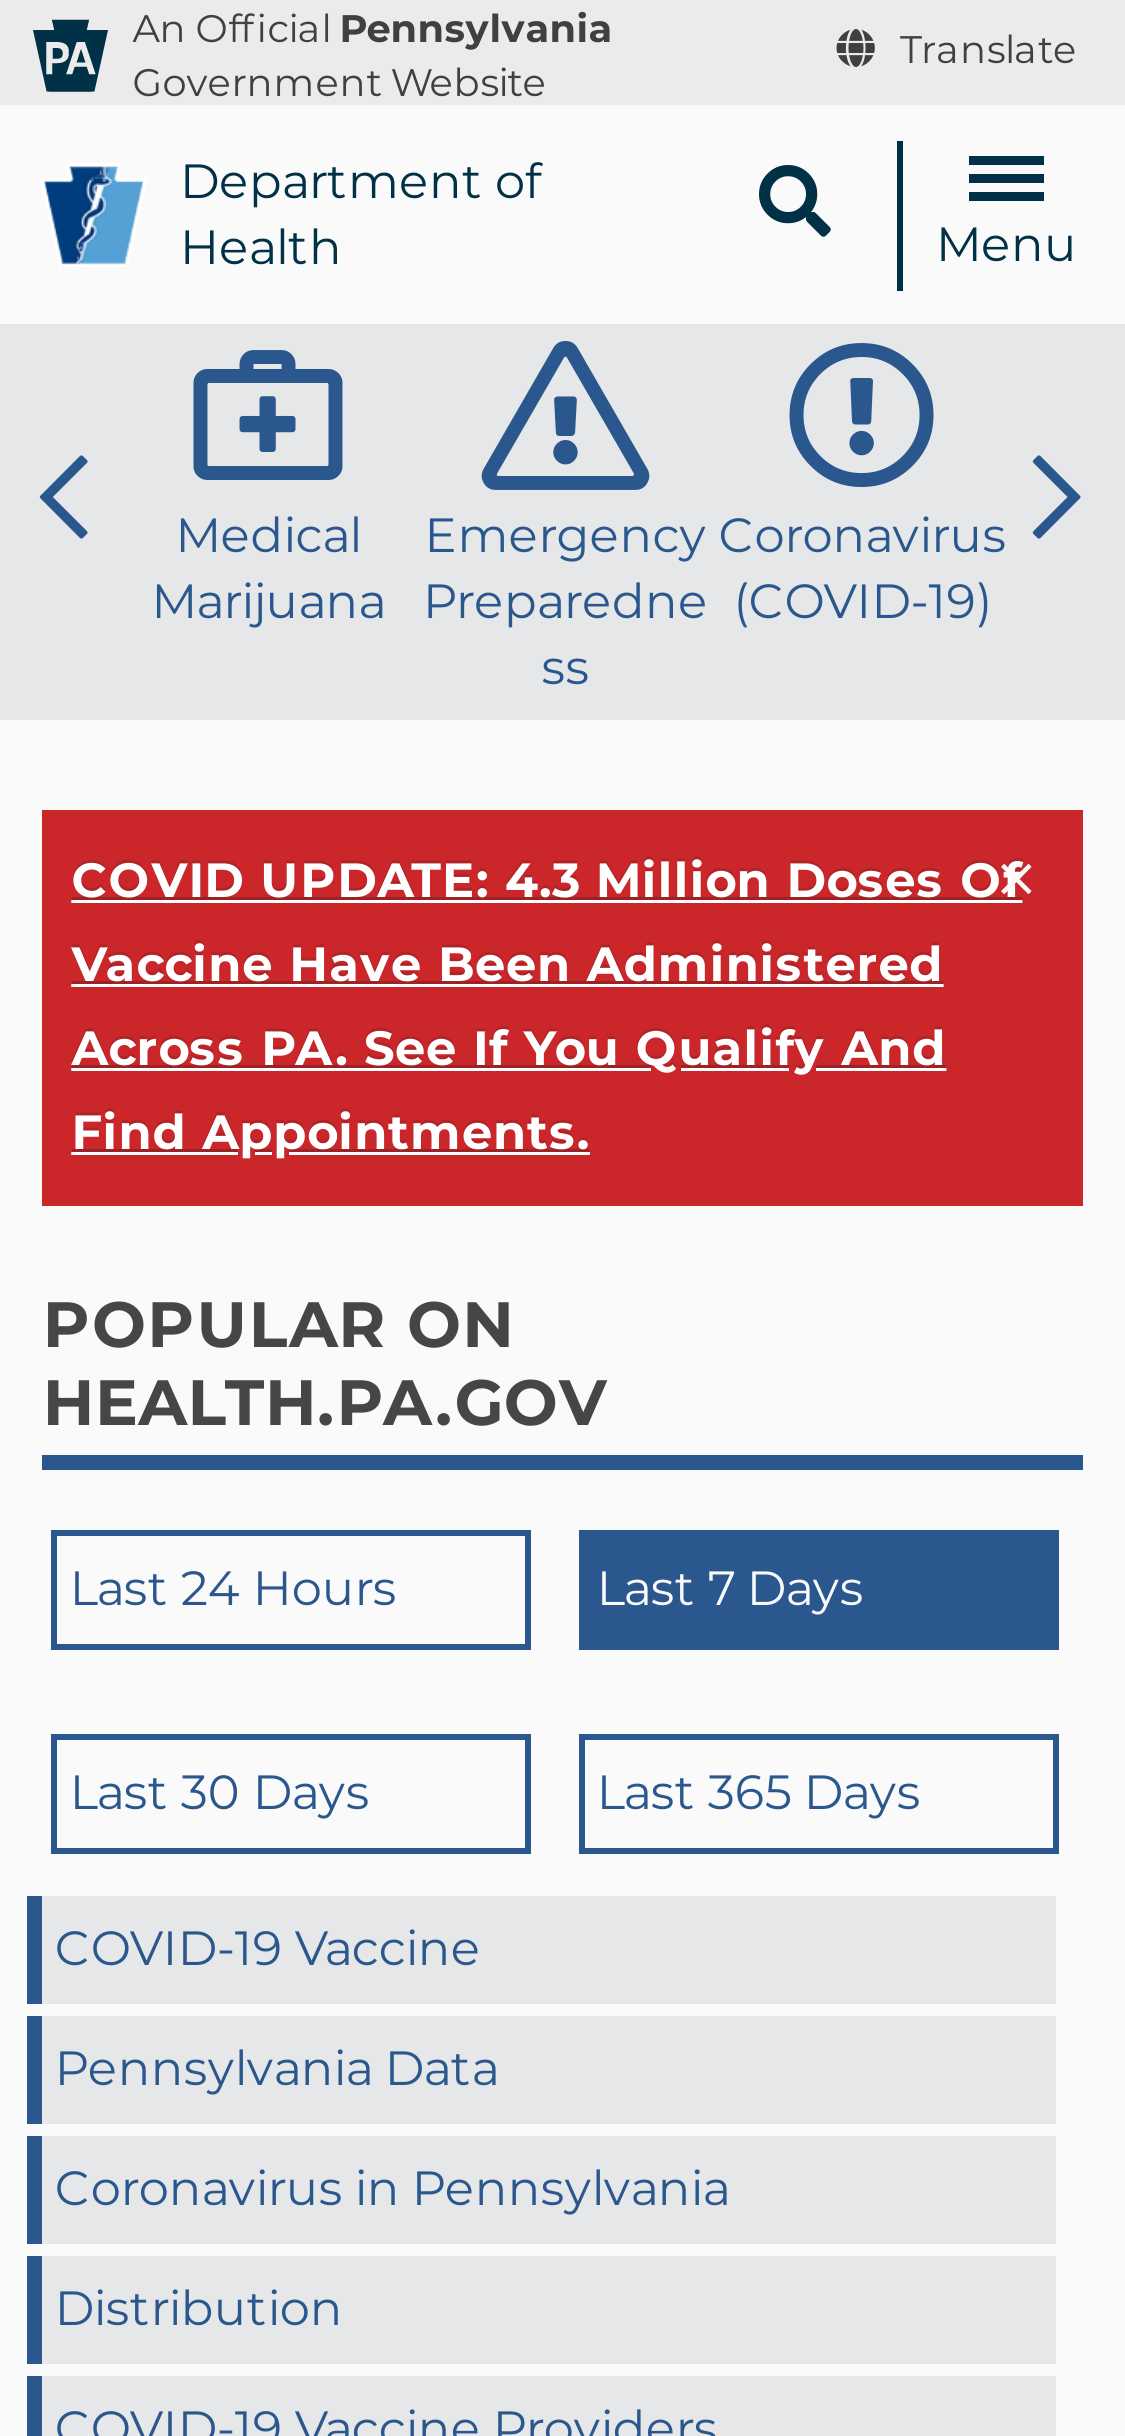 PA
An Official Pennsylvania
Government Website
Translate
Department of
Health
Menu
Medical
Marijuana
Emergency
Preparedne
ss
Coronavirus
(COVID-19)
COVID UPDATE: 4.3 Million Doses Of
Vaccine Have Been Administered
Across PA. See If You Qualify And
Find Appointments.
POPULAR ON
HEALTH.PA.GOV
Last 24 Hours
Last 7 Days
Last 30 Days
Last 365 Days
COVID-19 Vaccine
Pennsylvania Data
Coronavirus in Pennsylvania
Distribution
COVID-19 Vaccine Providers